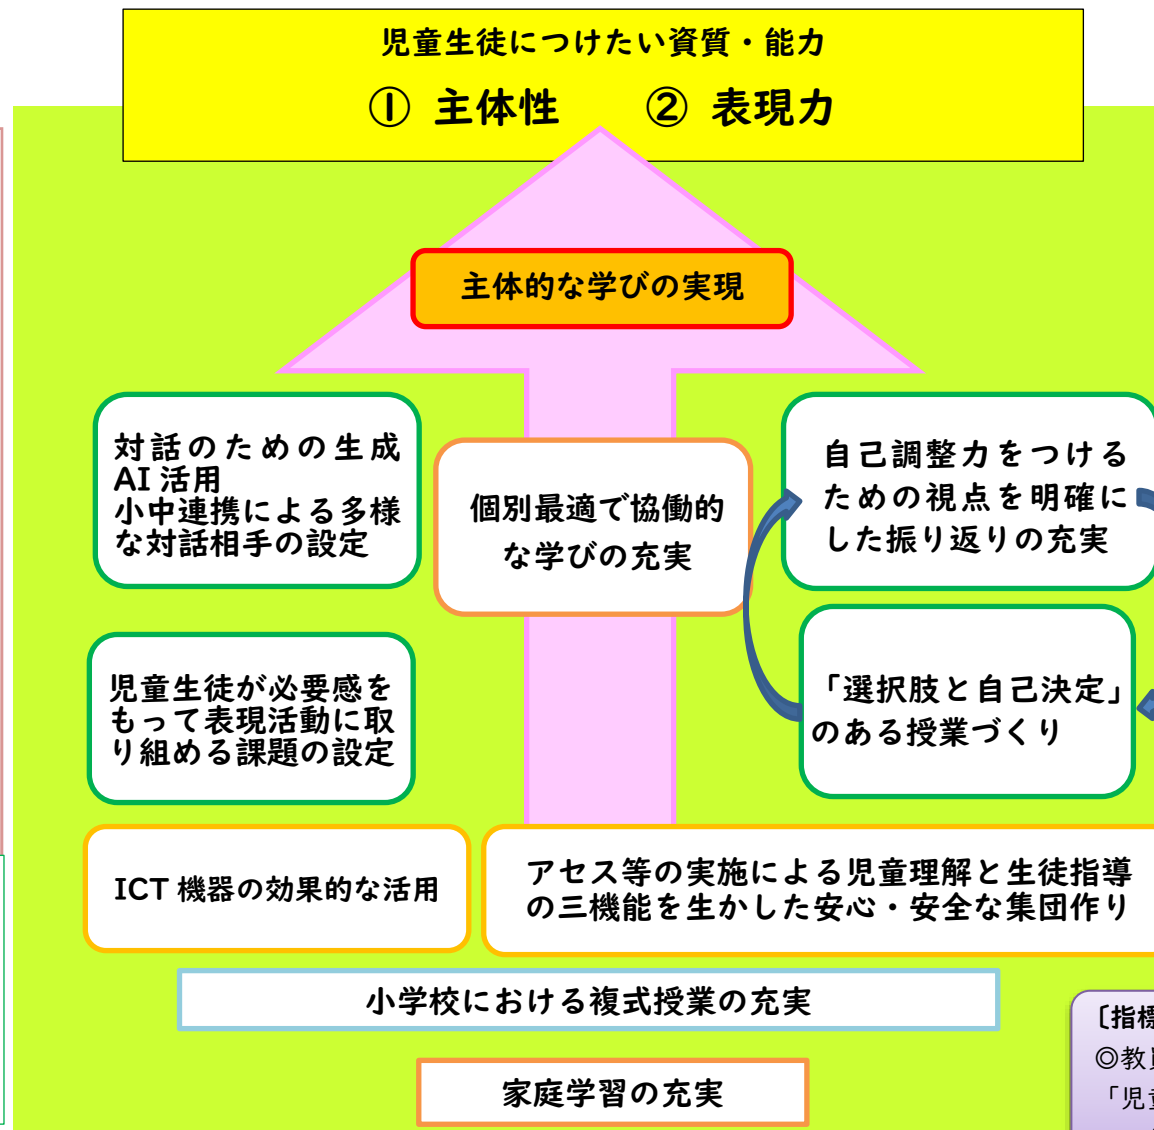 児童生徒につけたい資質・能力
① 主体性　② 表現力
主体的な学びの実現
対話のための生成
AI 活用
小中連携による多様
な対話相手の設定
個別最適で協働的
な学びの充実
自己調整力をつける
ための視点を明確に
した振り返りの充実
児童生徒が必要感を
もって表現活動に取
り組める課題の設定
「選択肢と自己決定」
のある授業づくり
ICT 機器の効果的な活用
アセス等の実施による児童理解と生徒指導
の三機能を生かした安心・安全な集団作り
小学校における複式授業の充実
家庭学習の充実
〔指標
◎教
「児